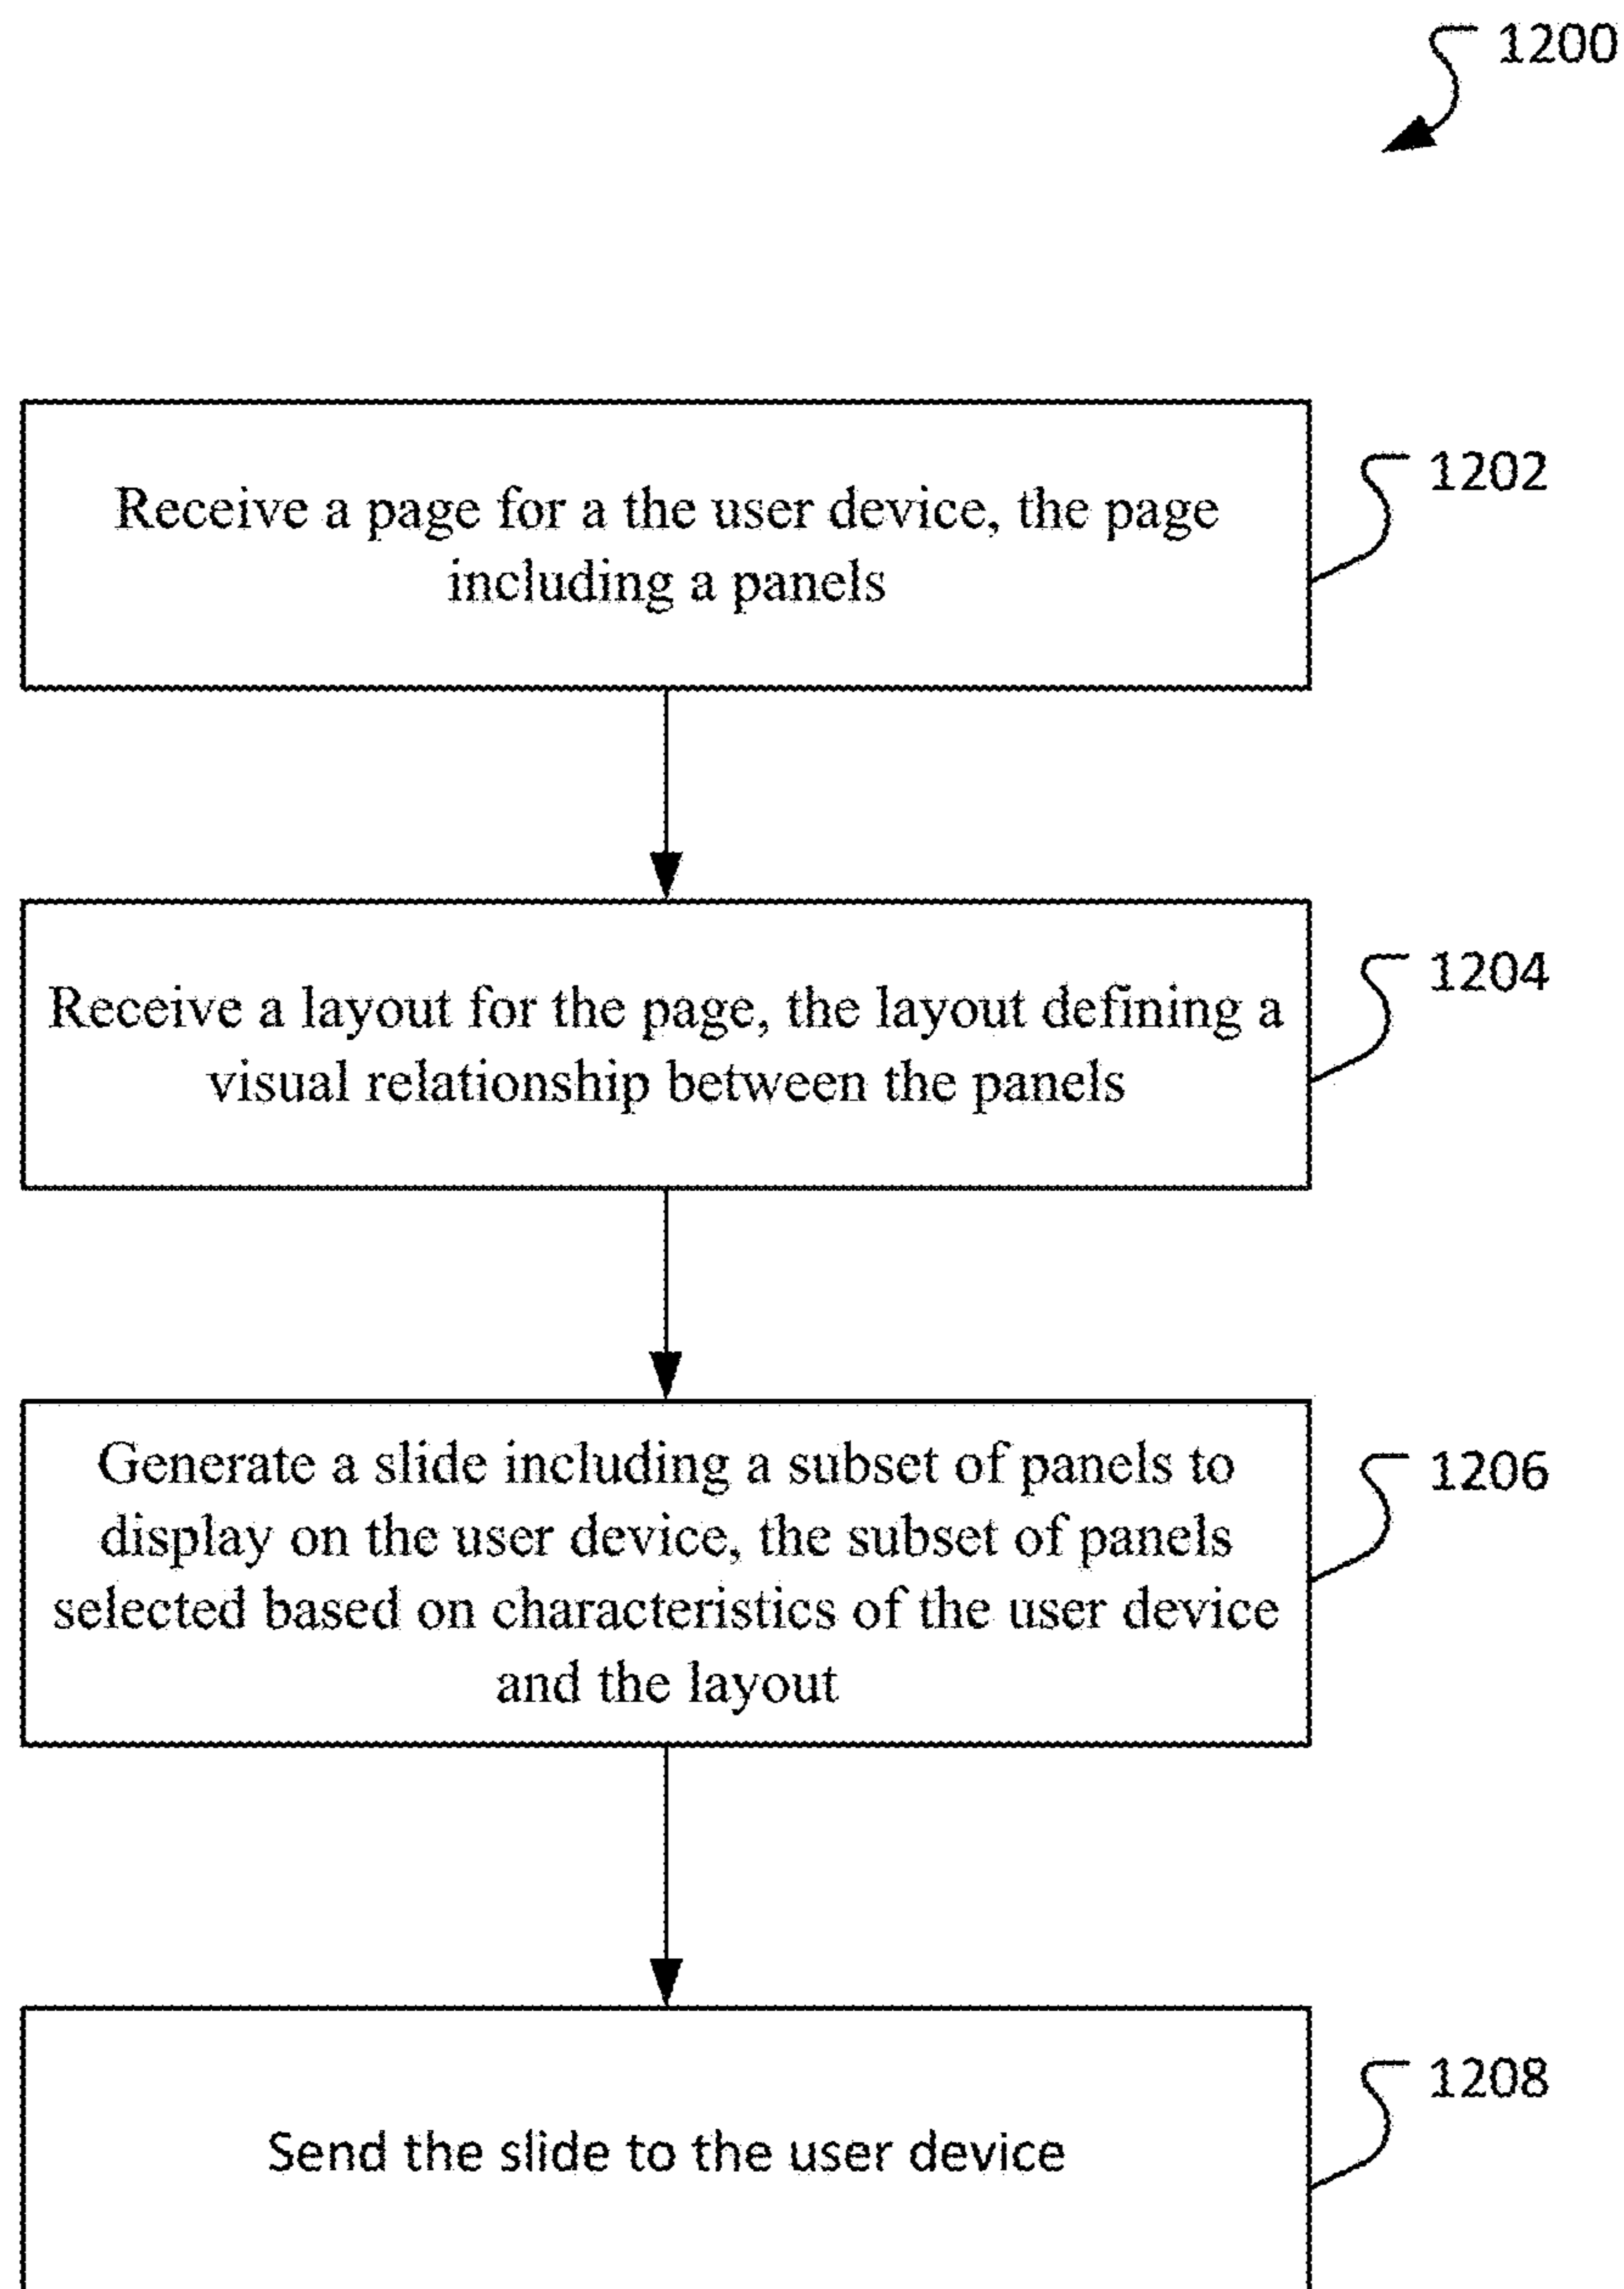 1200
Receive a page for a the user device, the page
including a panels
1202
Receive a layout for the page, the layout defining a
visual relationship between the panels
1204
Generate a slide including a subset of panels to
display on the user device, the subset of panels
selected based on characteristics of the user device
and the layout
1206
Send the slide to the user device
1208